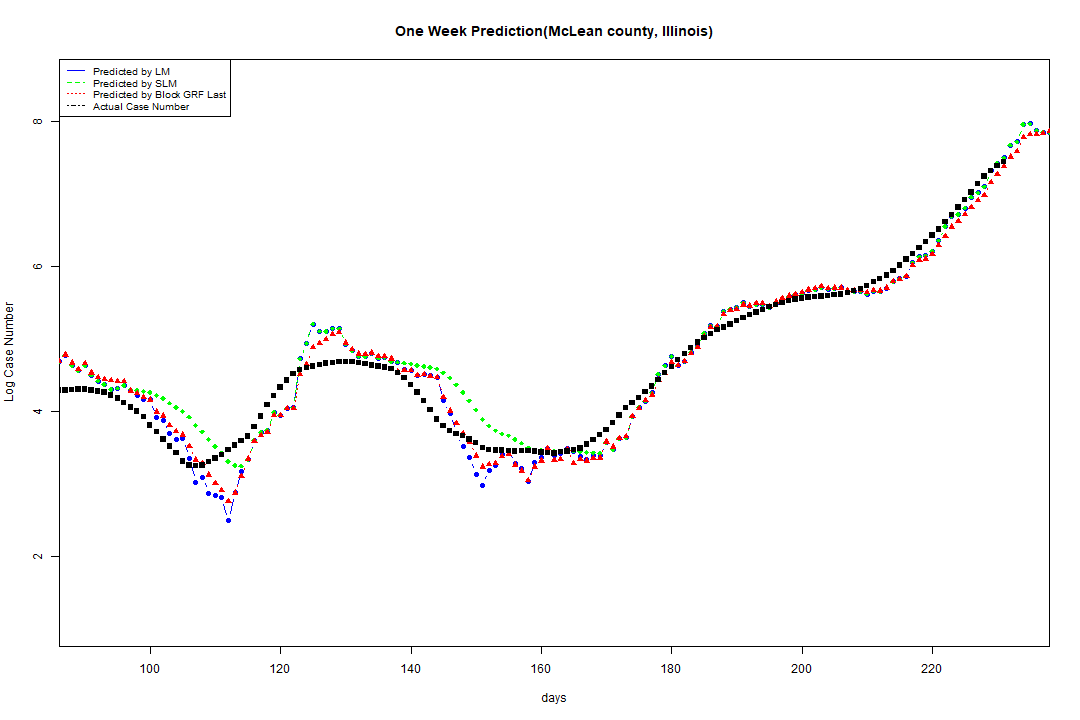 One Week Prediction(McLean county, Illinois)
Predicted by LM
Predicted by SLM
Predicted by Block GRF Last
Actual Case Number
8
6
4
2
Log Case Number
100 120 140 160 180 200 220
days